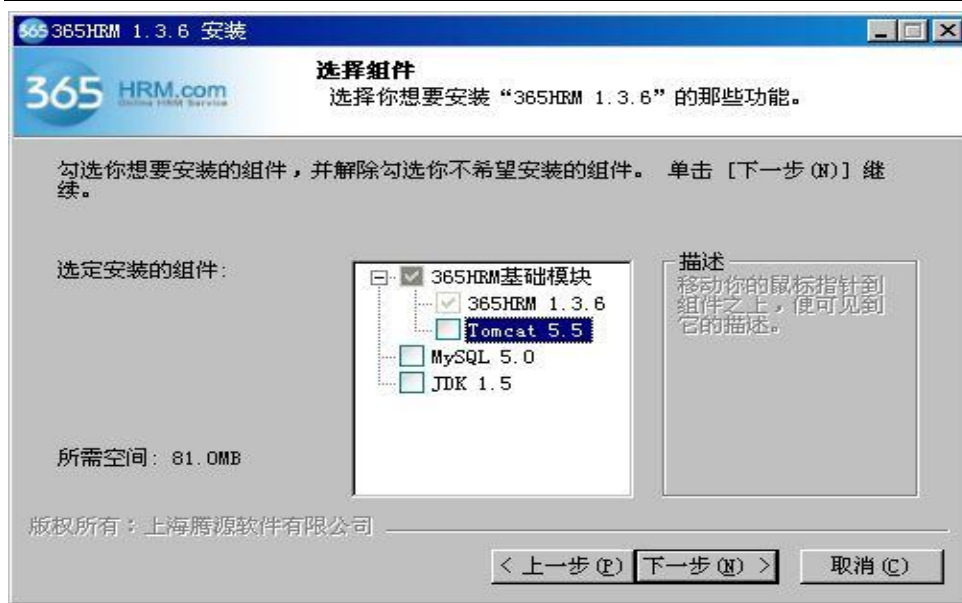 365 365HRM 1.3.6 安装
365 HRM.com
Online HRM Service
选择组件
选择你想要安装“365HRM 1.3.6”的那些功能。
勾选你想要安装的组件，并解除勾选你不希望安装的组件。 单击 [下一步(N)] 继
续。
选定安装的组件:
365HRM基础模块
365HRM 1.3.6
Tomcat 5.5
MySQL 5.0
JDK 1.5
描述
移动你的鼠标指针到
组件之上，便可见到
它的描述。
所需空间: 81.0MB
版权所有：上海腾源软件有限公司
< 上一步(P) 下一步(N) > 取消(C)